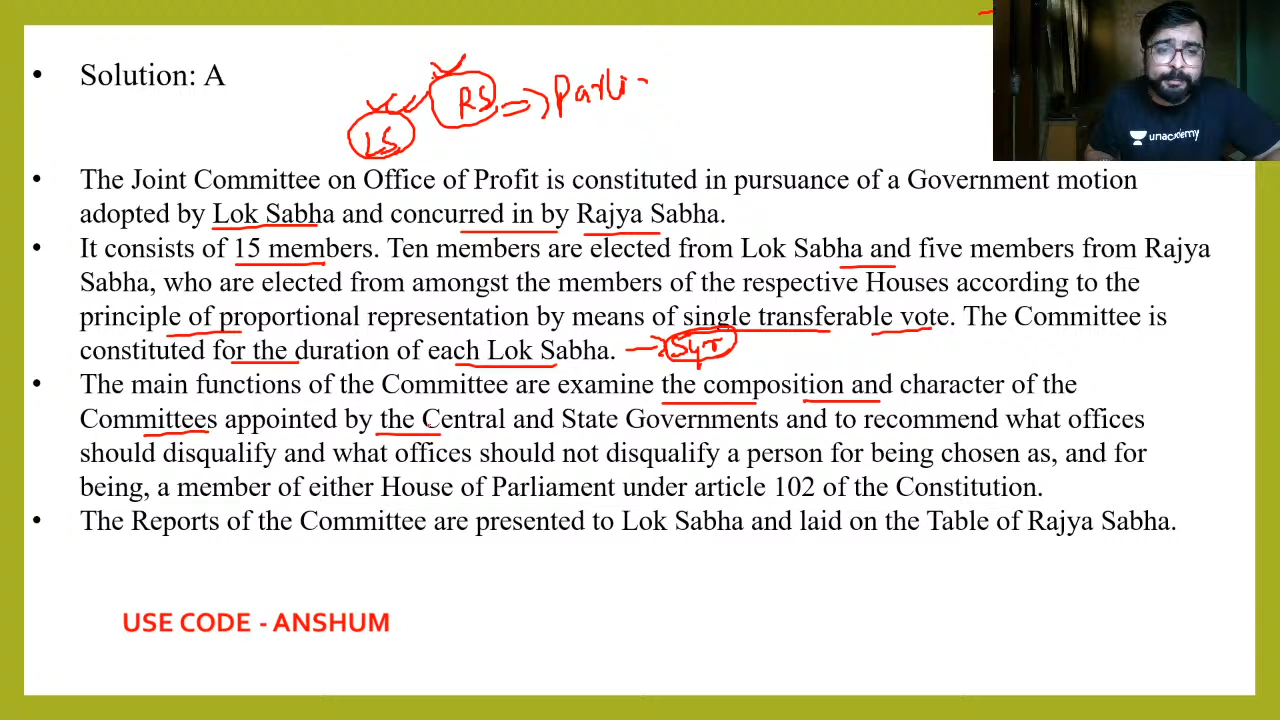 Solution: A
RS => Parli
LS
unacademy
The Joint Committee on Office of Profit is constituted in pursuance of a Government motion
adopted by Lok Sabha and concurred in by Rajya Sabha.
It consists of 15 members. Ten members are elected from Lok Sabha and five members from Rajya
Sabha, who are elected from amongst the members of the respective Houses according to the
principle of proportional representation by means of single transferable vote. The Committee is
constituted for the duration of each Lok Sabha.
The main functions of the Committee are examine the composition and character of the
Committees appointed by the Central and State Governments and to recommend what offices
should disqualify and what offices should not disqualify a person for being chosen as, and for
being, a member of either House of Parliament under article 102 of the Constitution.
The Reports of the Committee are presented to Lok Sabha and laid on the Table of Rajya Sabha.
USE CODE - ANSHUM